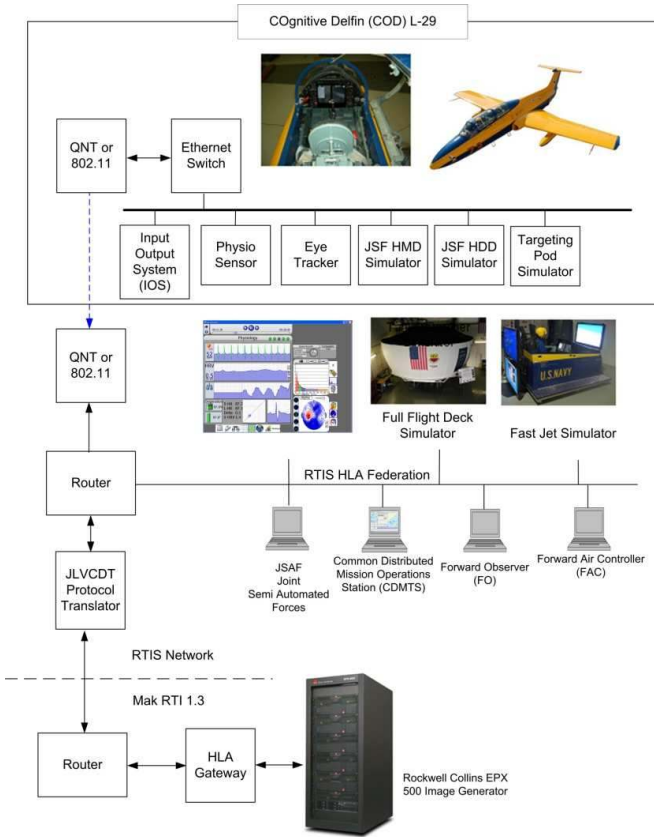 COgnitive Delfin (COD) L-29
QNT or
802.11
Ethernet
Switch
Input
Output
System
(IOS)
Physio
Sensor
Eye
Tracker
JSF HMD
Simulator
JSF HDD
Simulator
Targeting
Pod
Simulator
QNT or
802.11
Physiology
U.S.NAVY
Full Flight Deck
Simulator
Fast Jet Simulator
Router
RTIS HLA Federation
JSAF
Joint
Semi Automated
Forces
Common Distributed
Mission Operations
Station (CDMTS)
Forward Observer
(FO)
Forward Air Controller
(FAC)
JLVCDT
Protocol
Translator
RTIS Network
Mak RTI 1.3
Router
HLA
Gateway
Rockwell Collins EPX
500 Image Generator